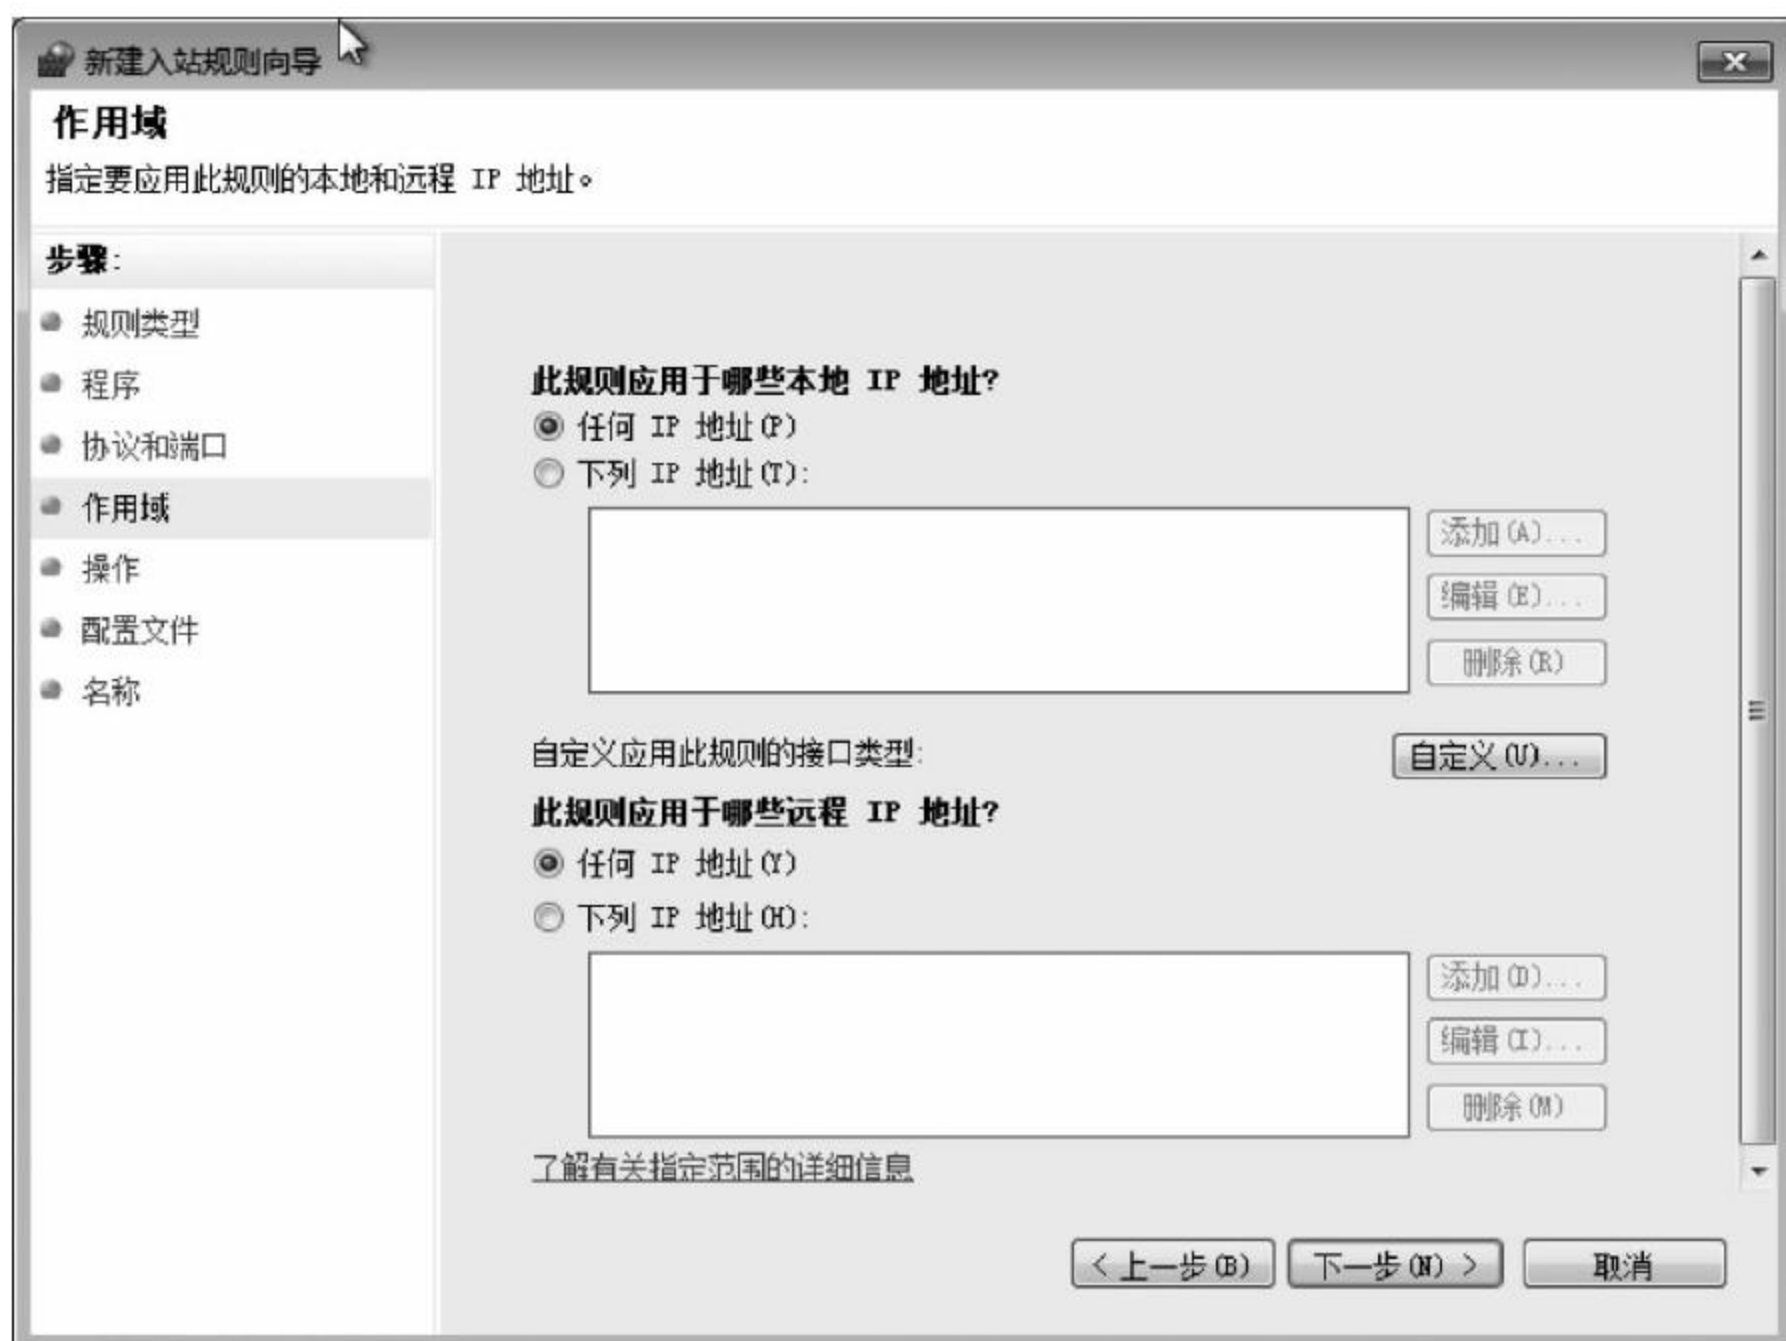 新建入站规则向导
作用域
指定要应用此规则的本地和远程 IP 地址。
步骤:
规则类型
程序
协议和端口
作用域
操作
配置文件
名称
此规则应用于哪些本地 IP 地址?
任何 IP 地址(P)
下列 IP 地址(T):
添加(A)...
编辑(E)...
删除(R)
自定义应用此规则的接口类型:
自定义(U)...
此规则应用于哪些远程 IP 地址?
任何 IP 地址(Y)
下列 IP 地址(H):
添加(D)...
编辑(I)...
删除(M)
了解有关指定范围的详细信息
< 上一步(B)
下一步(N) >
取消